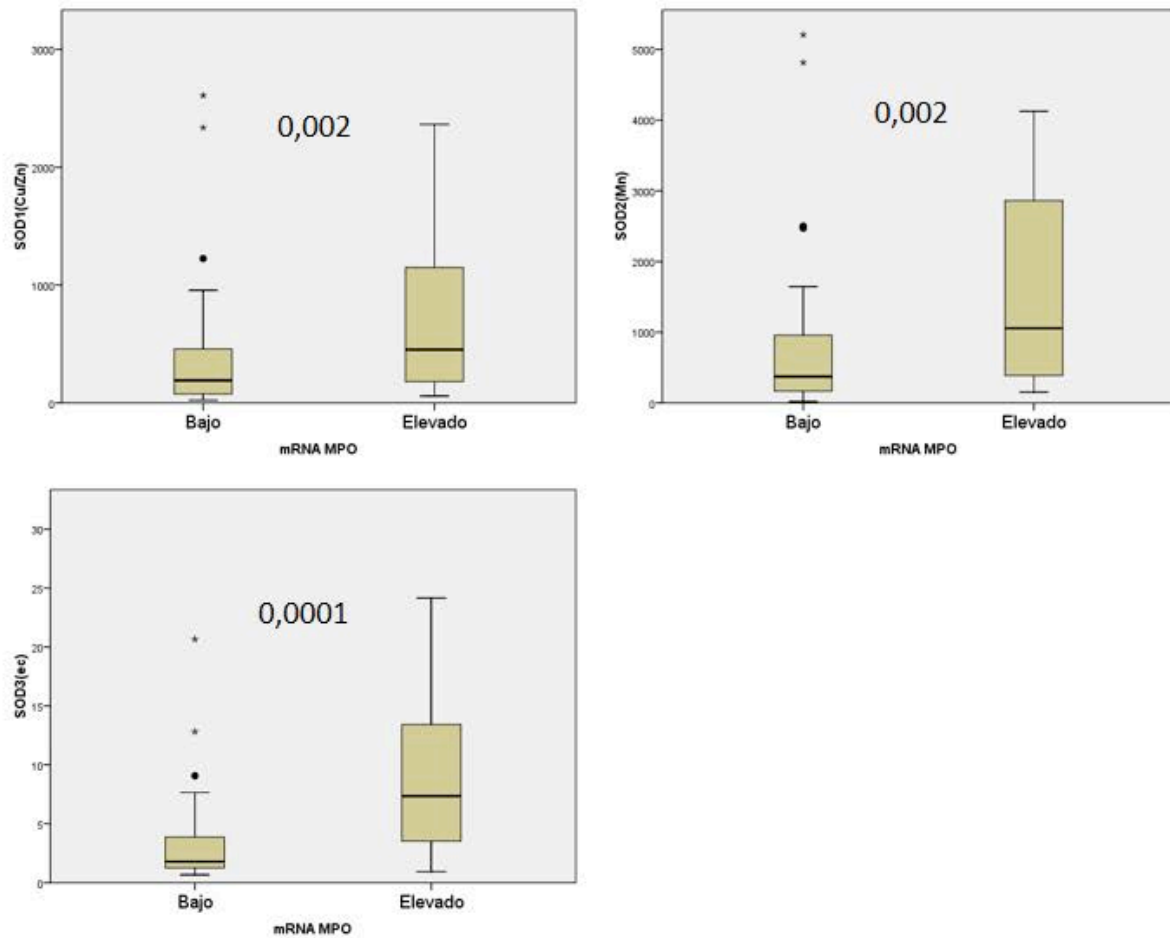 3000
2000
1000
0
SOD1(Cu/Zn)
0,002
Bajo
Elevado
mRNA MPO
5000
4000
3000
2000
1000
0
SOD2(Mn)
0,002
Bajo
Elevado
mRNA MPO
30
25
20
15
10
5
0
SOD3(ec)
0,0001
Bajo
Elevado
mRNA MPO